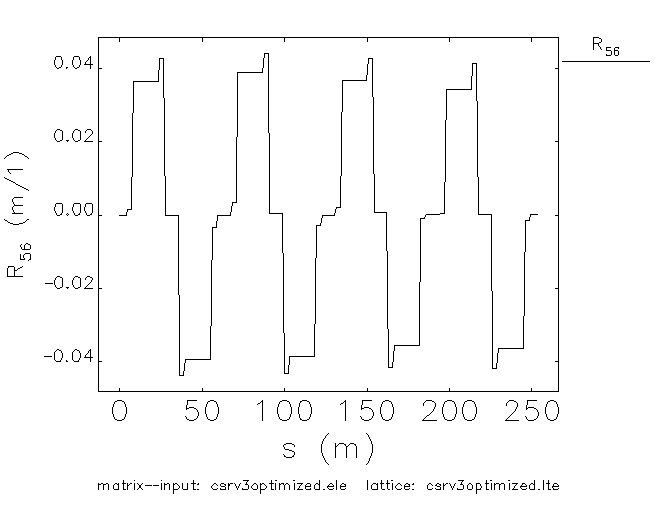 R56
0.04
0.02
0.00
−0.02
−0.04
R56 (m/1)
0 50 100 150 200 250
s (m)
matrix--input: csrv3optimized.ele lattice: csrv3optimized.lte